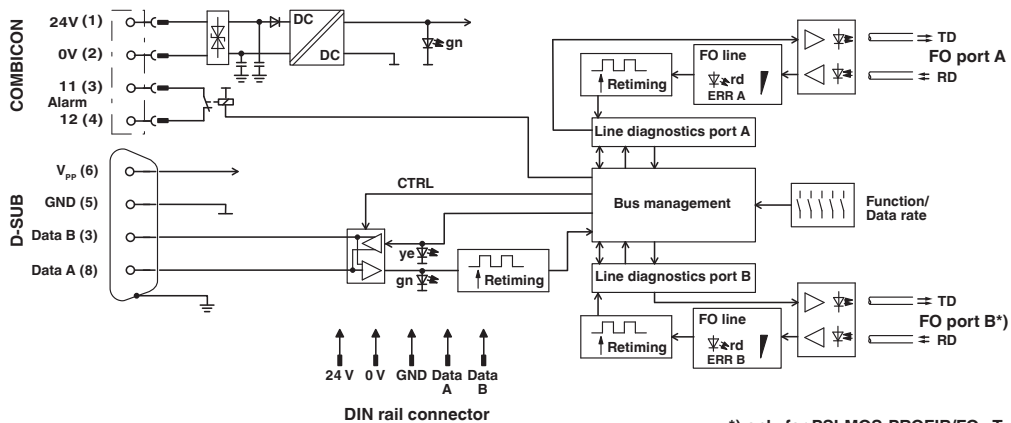 COMBICON
24V (1)
0V (2)
11 (3)
Alarm
12 (4)
DC
DC
gn
D-SUB
VPP (6)
GND (5)
Data B (3)
Data A (8)
CTRL
ye
gn
Retiming
Retiming
FO line
rd
ERR A
TD
FO port A
RD
Line diagnostics port A
Bus management
Function/
Data rate
Line diagnostics port B
Retiming
FO line
rd
ERR B
TD
FO port B*)
RD
24 V 0 V GND Data A Data B
DIN rail connector